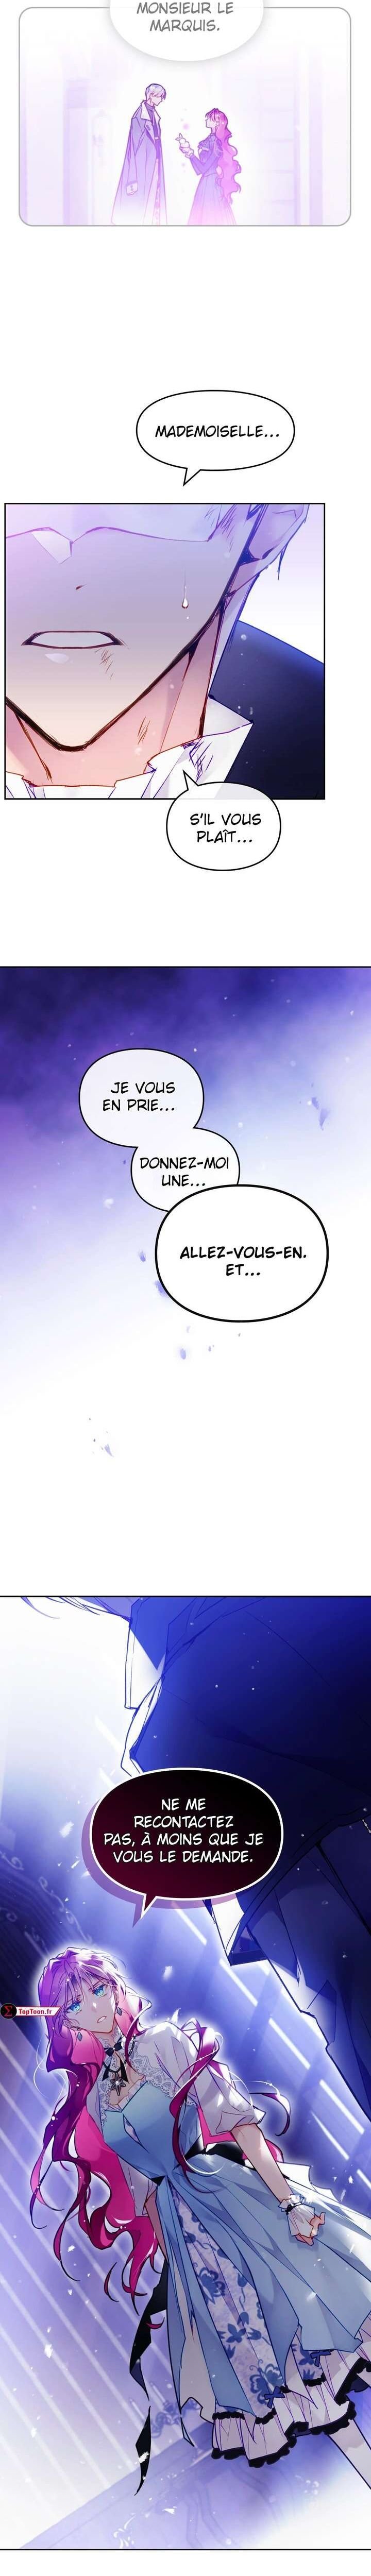 MONSIEUR LE
MARQUIS.
MADEMOISELLE...
S'IL VOUS
PLAÎT...
JE VOUS
EN PRIE...
DONNEZ-MOI
UNE...
ALLEZ-VOUS-EN.
ET...
NE ME
RECONTACTEZ
PAS, À MOINS QUE JE
VOUS LE DEMANDE.
TopToon.fr